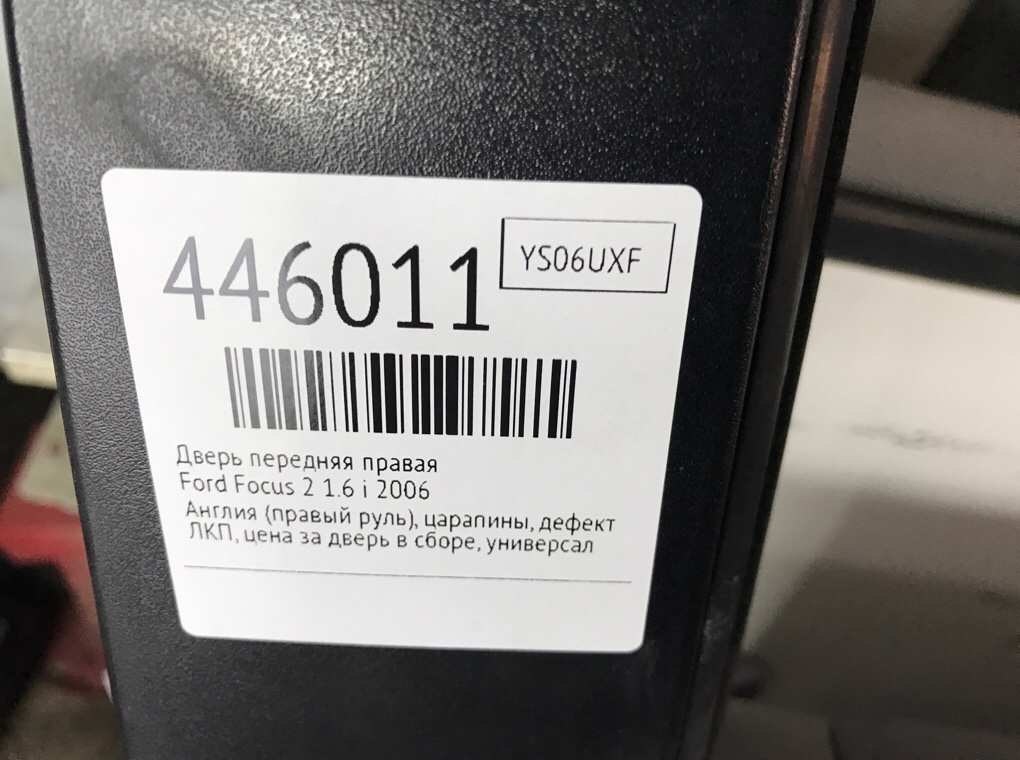 446011
YS06UXF
Дверь передняя правая
Ford Focus 2 1.6 i 2006
Англия (правый руль), царапины, дефект
ЛКП, цена за дверь в сборе, универсал